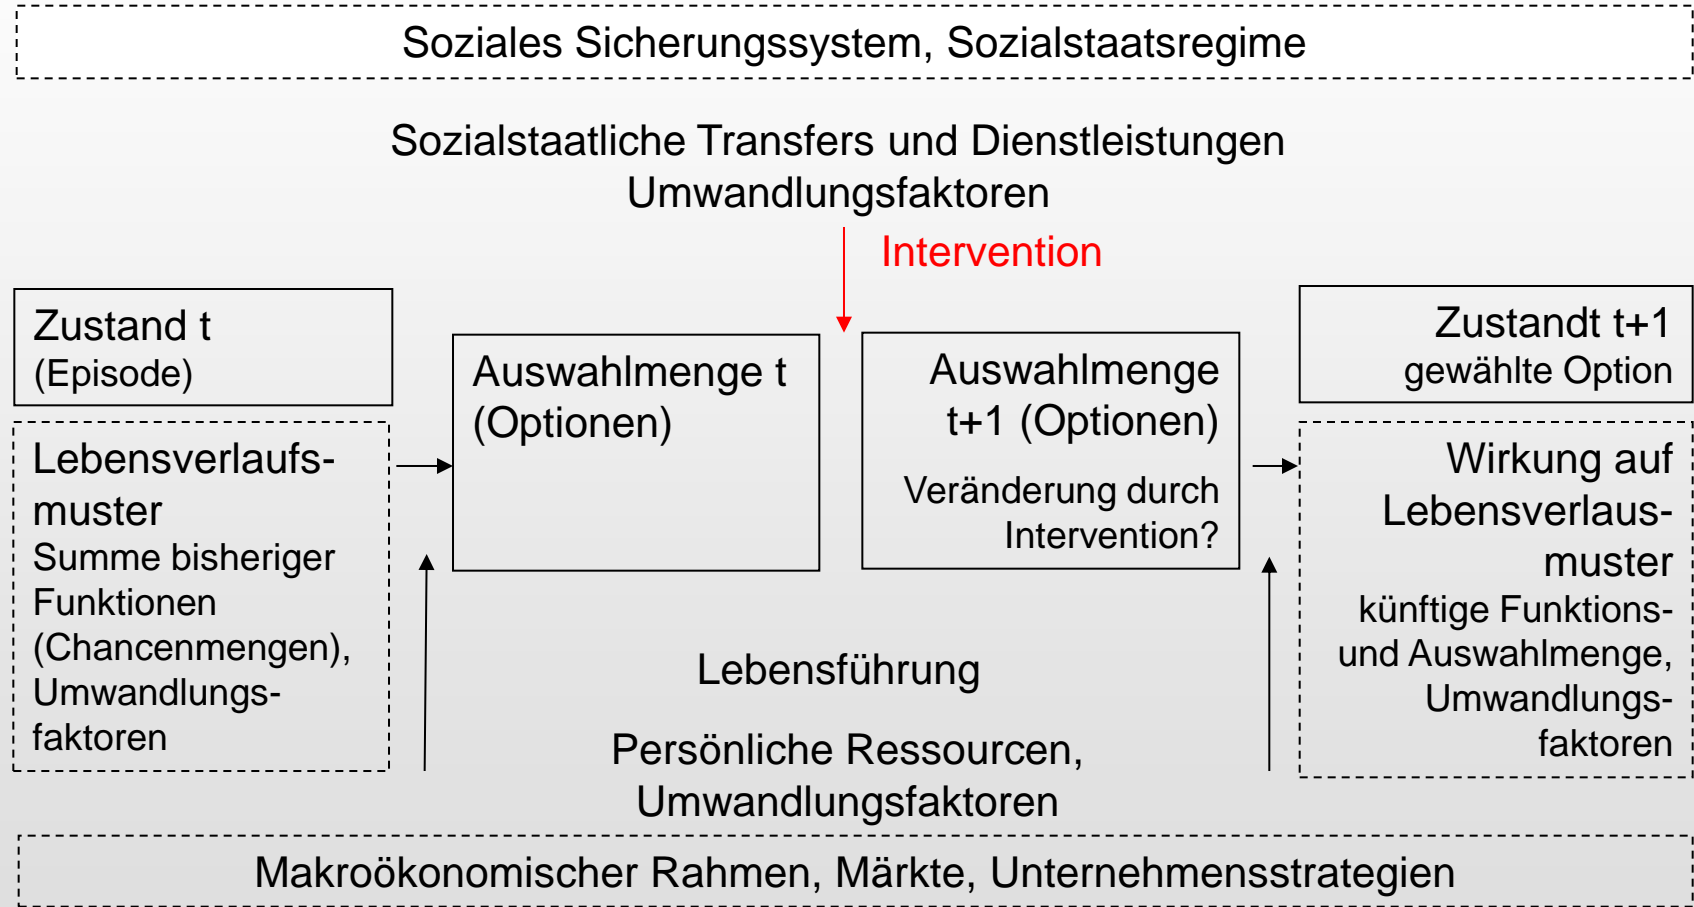 Soziales Sicherungssystem, Sozialstaatsregime
Sozialstaatliche Transfers und Dienstleistungen
Umwandlungsfaktoren
Intervention
Zustand t
(Episode)
Lebensverlaufs-
muster
Summe bisheriger
Funktionen
(Chancenmengen),
Umwandlungs-
faktoren
Auswahlmenge t
(Optionen)
Auswahlmenge
t+1 (Optionen)
Veränderung durch
Intervention?
Zustandt t+1
gewählte Option
Wirkung auf
Lebensverlaus-
muster
künftige Funktions-
und Auswahlmenge,
Umwandlungs-
faktoren
Lebensführung
Persönliche Ressourcen,
Umwandlungsfaktoren
Makroökonomischer Rahmen, Märkte, Unternehmensstrategien